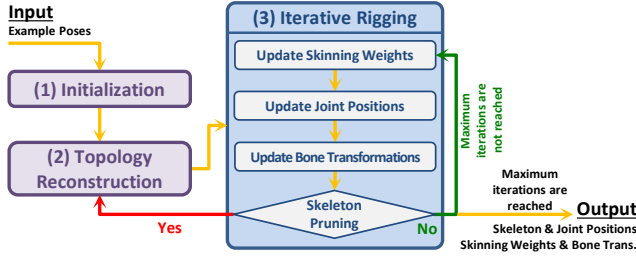 Input
Example Poses
(1) Initialization
(2) Topology
Reconstruction
(3) Iterative Rigging
Update Skinning Weights
Update Joint Positions
Update Bone Transformations
Skeleton
Pruning
Yes
No
Maximum
iterations are
not reached
Maximum
iterations are
reached
Output
Skeleton & Joint Positions
Skinning Weights & Bone Trans.